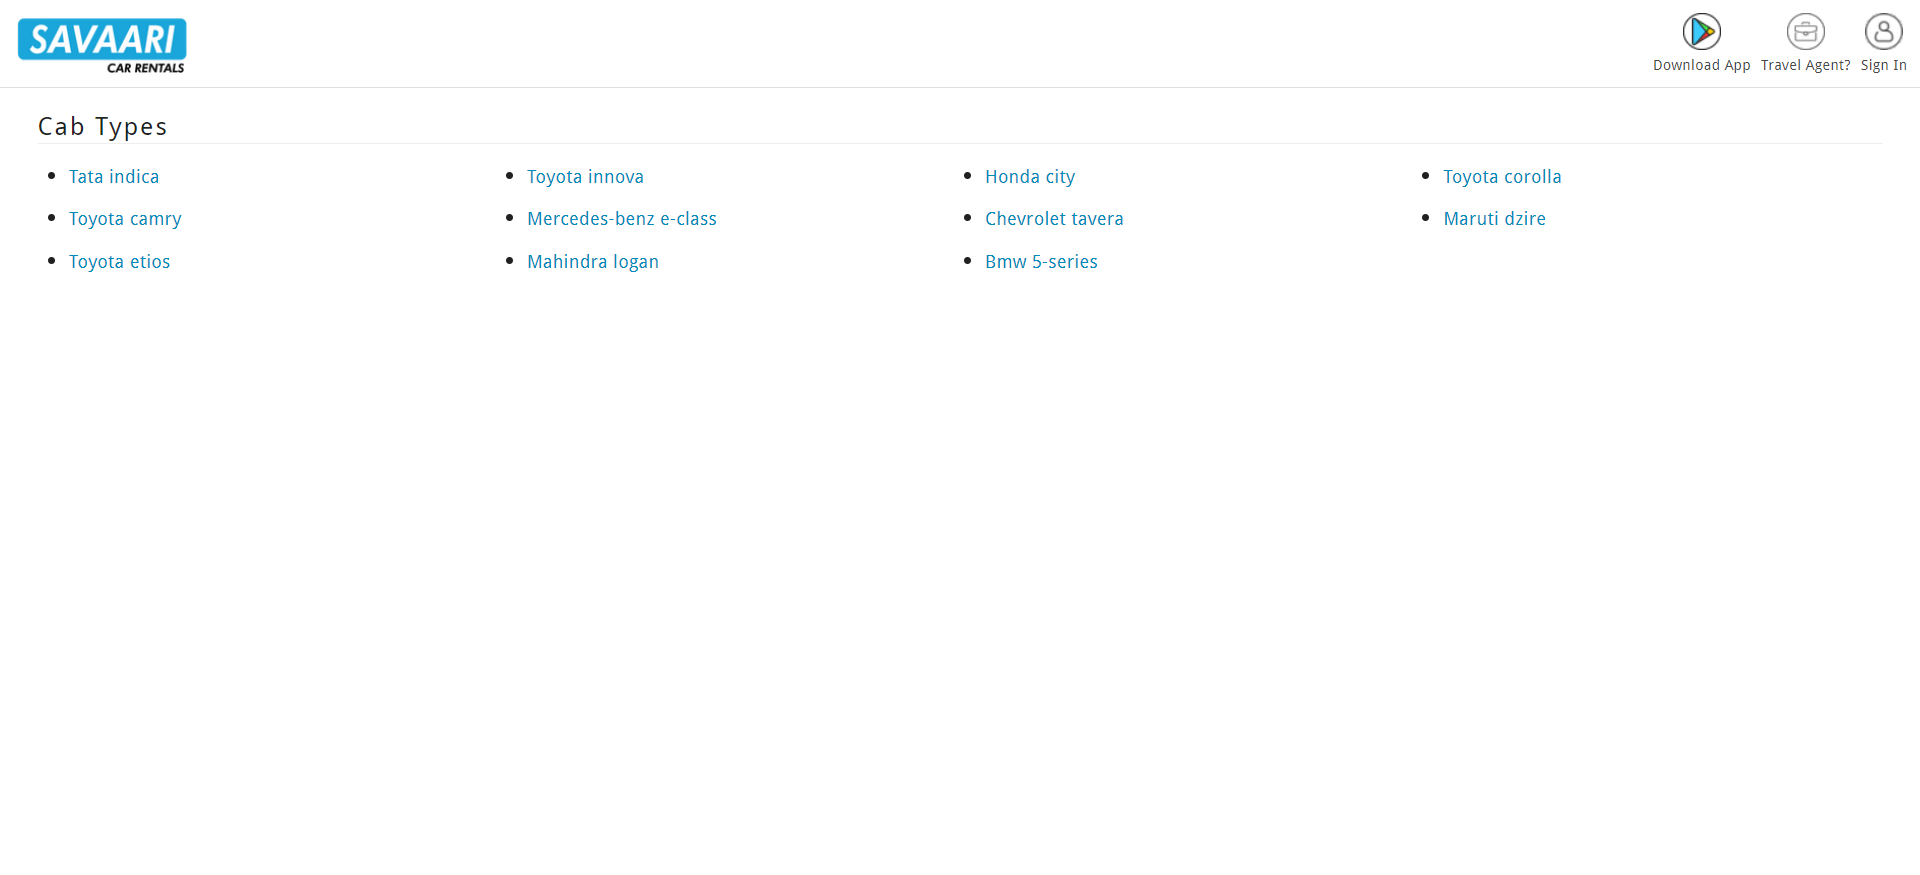 SAVAARI
CAR RENTALS
Download App Travel Agent? Sign In
Cab Types
Tata indica
Toyota innova
Honda city
Toyota corolla
Toyota camry
Mercedes-benz e-class
Chevrolet tavera
Maruti dzire
Toyota etios
Mahindra logan
Bmw 5-series